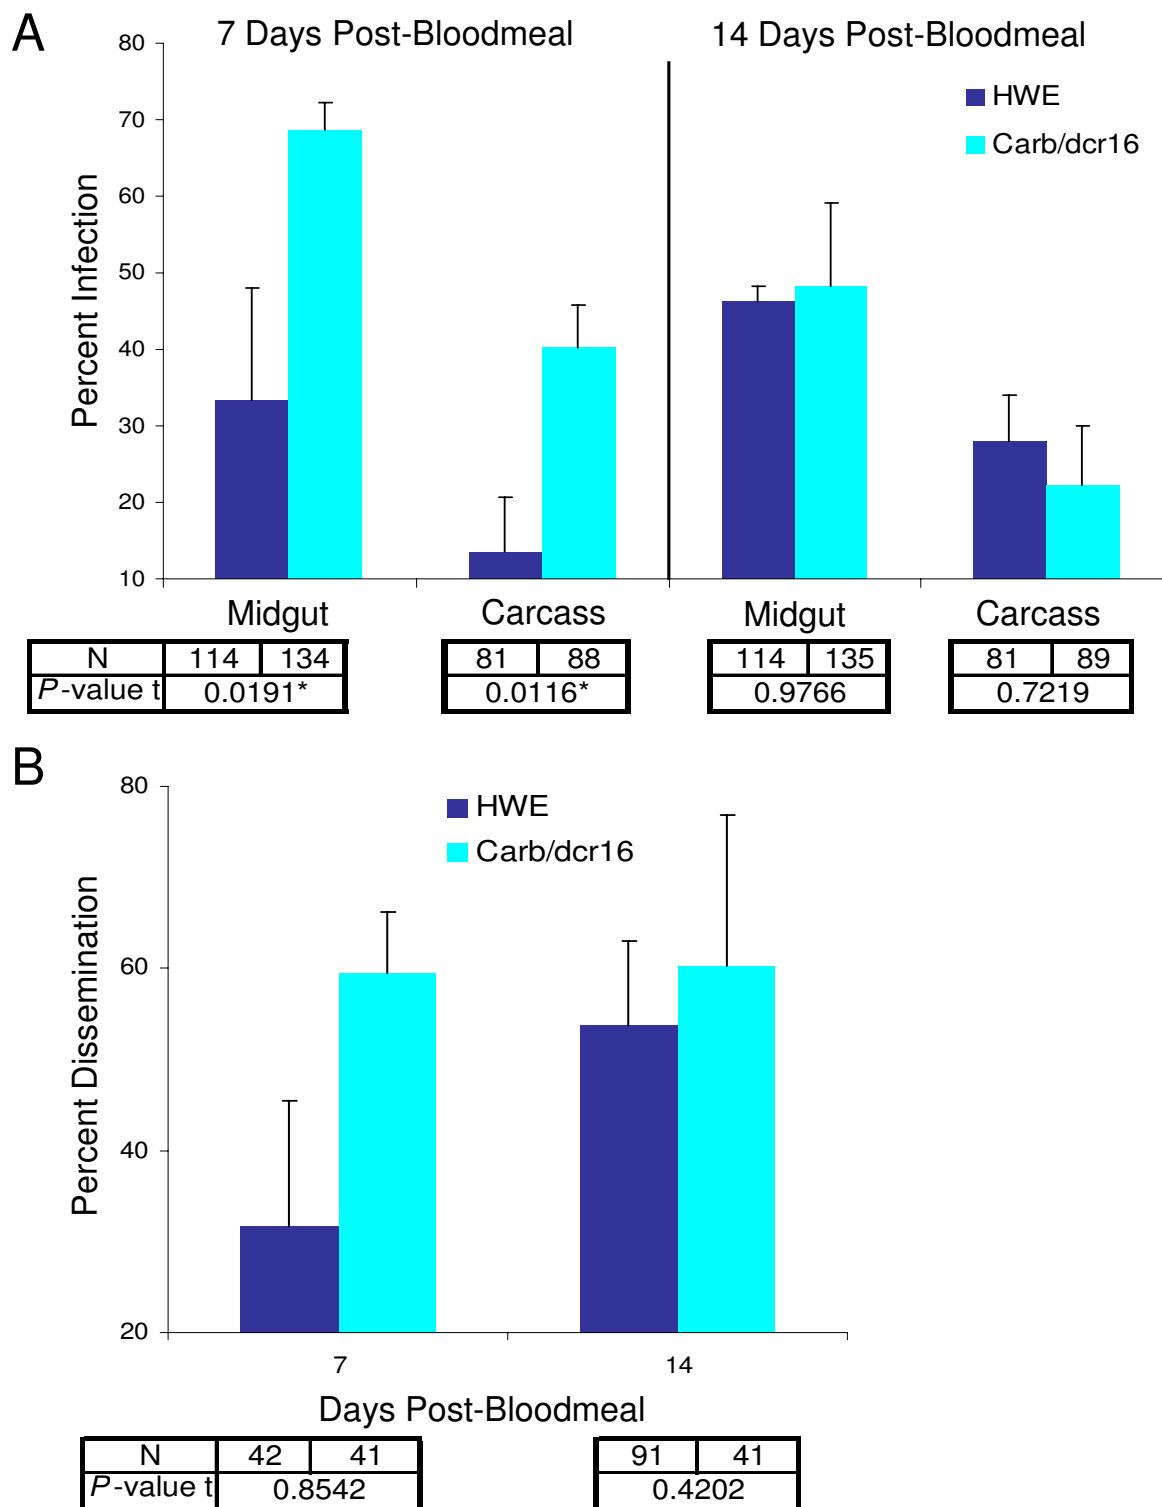 A
7 Days Post-Bloodmeal
14 Days Post-Bloodmeal
HWE
Carb/dcr16
Percent Infection
80
70
60
50
40
30
20
10
Midgut
Carcass
Midgut
Carcass
N 114 134 81 88 114 135 81 89
P-value t 0.0191* 0.0116* 0.9766 0.7219
B
HWE
Carb/dcr16
Percent Dissemination
80
60
40
20
7
14
Days Post-Bloodmeal
N 42 41 91 41
P-value t 0.8542 0.4202